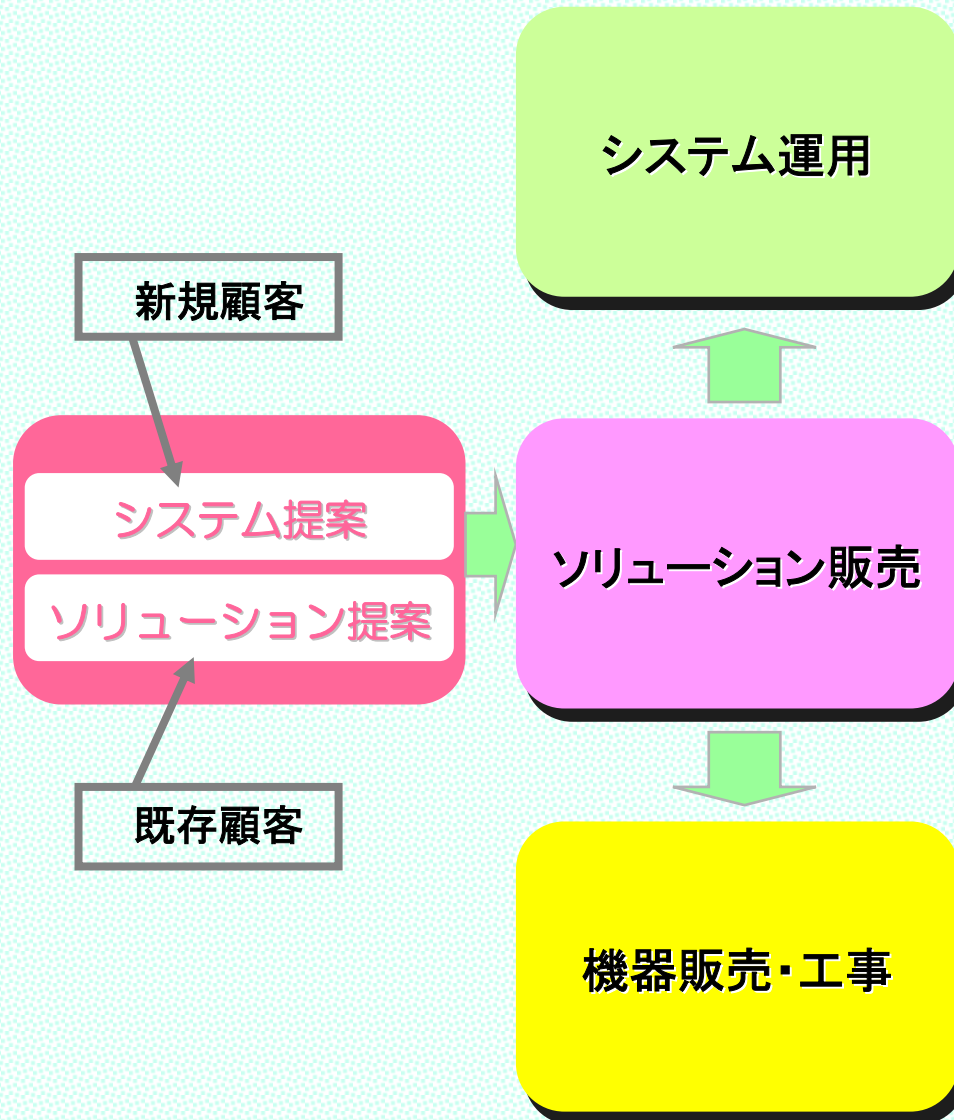 システム運用
新規顧客
システム提案
ソリューション提案
ソリューション販売
既存顧客
機器販売・工事